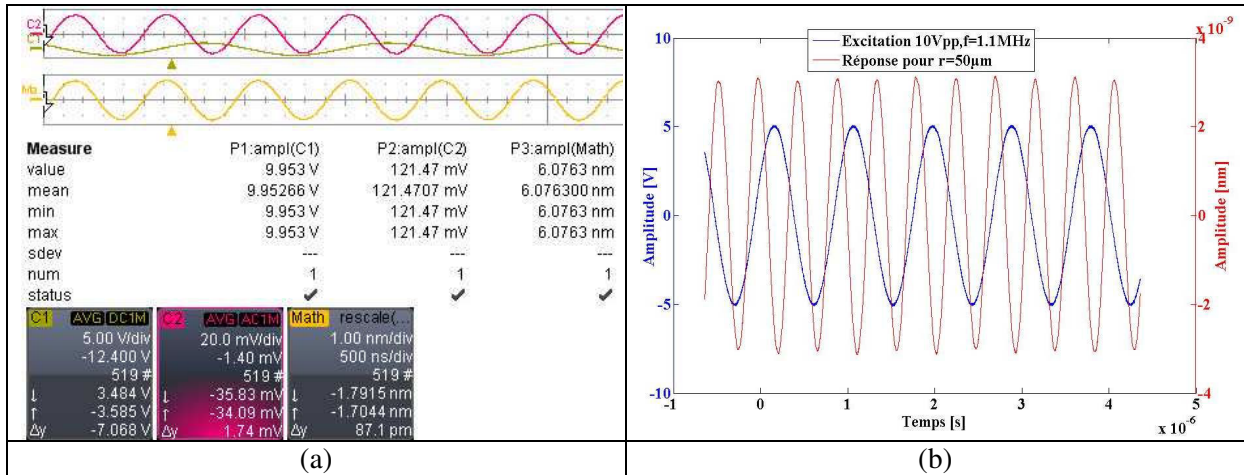 C2
C1
Measure P1:ampl(C1) P2:ampl(C2) P3:ampl(Math)
value 9.953 V 121.47 mV 6.0763 nm
mean 9.95266 V 121.4707 mV 6.076300 nm
min 9.953 V 121.47 mV 6.0763 nm
max 9.953 V 121.47 mV 6.0763 nm
sdev --- --- ---
num 1 1 1
status ✔ ✔ ✔
C1 AVG DC1M
5.00 V/div
-12.400 V
519 #
↓ 3.484 V
↑ -3.585 V
Δy -7.068 V
C2 AVG AC1M
20.0 mV/div
-1.40 mV
519 #
↓ -35.83 mV
↑ -34.09 mV
Δy 1.74 mV
Math rescale(...
1.00 nm/div
500 ns/div
519 #
↓ -1.7915 nm
↑ -1.7044 nm
Δy 87.1 pm
(a)
x 10-9
Excitation 10Vpp,f=1.1MHz
Réponse pour r=50µm
10 5 0 -5 -10
Amplitude [V]
4 2 0 -2 -4
Amplitude [nm]
-1 0 1 2 3 4 5
Temps [s]
x 10-6
(b)